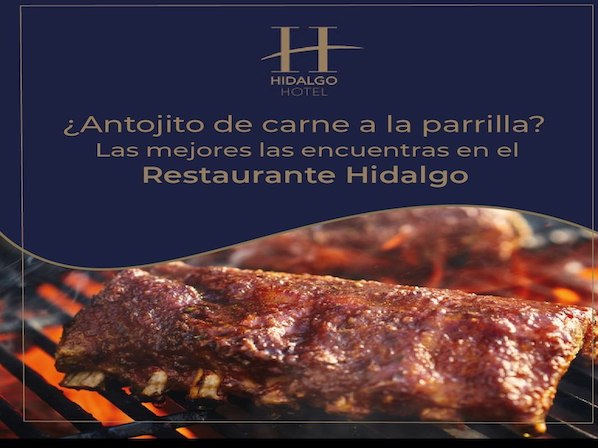 H
HIDALGO
HOTEL
¿Antojito de carne a la parrilla?
Las mejores las encuentras en el
Restaurante Hidalgo